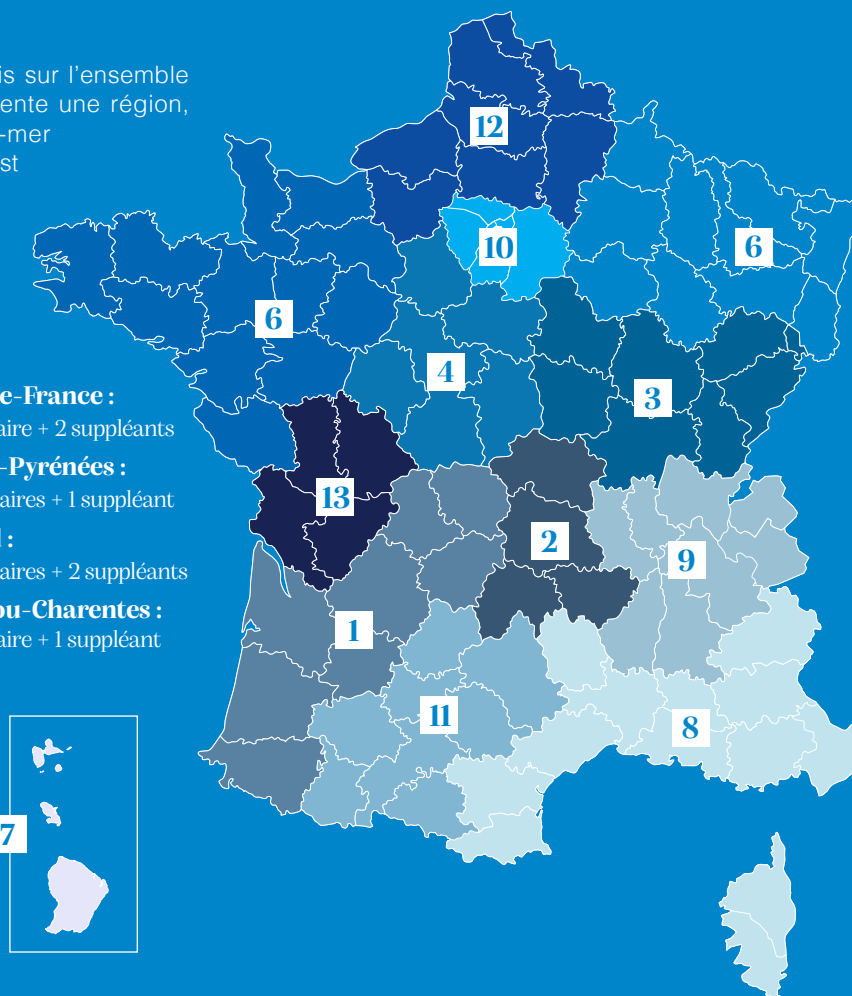 is sur l'ensemble
ente une région,
-mer
st
12
10
6
6
4
3
e-France :
aire + 2 suppléants
-Pyrénées :
aires + 1 suppléant
l :
aires + 2 suppléants
ou-Charentes :
aire + 1 suppléant
13
2
9
1
11
8
7